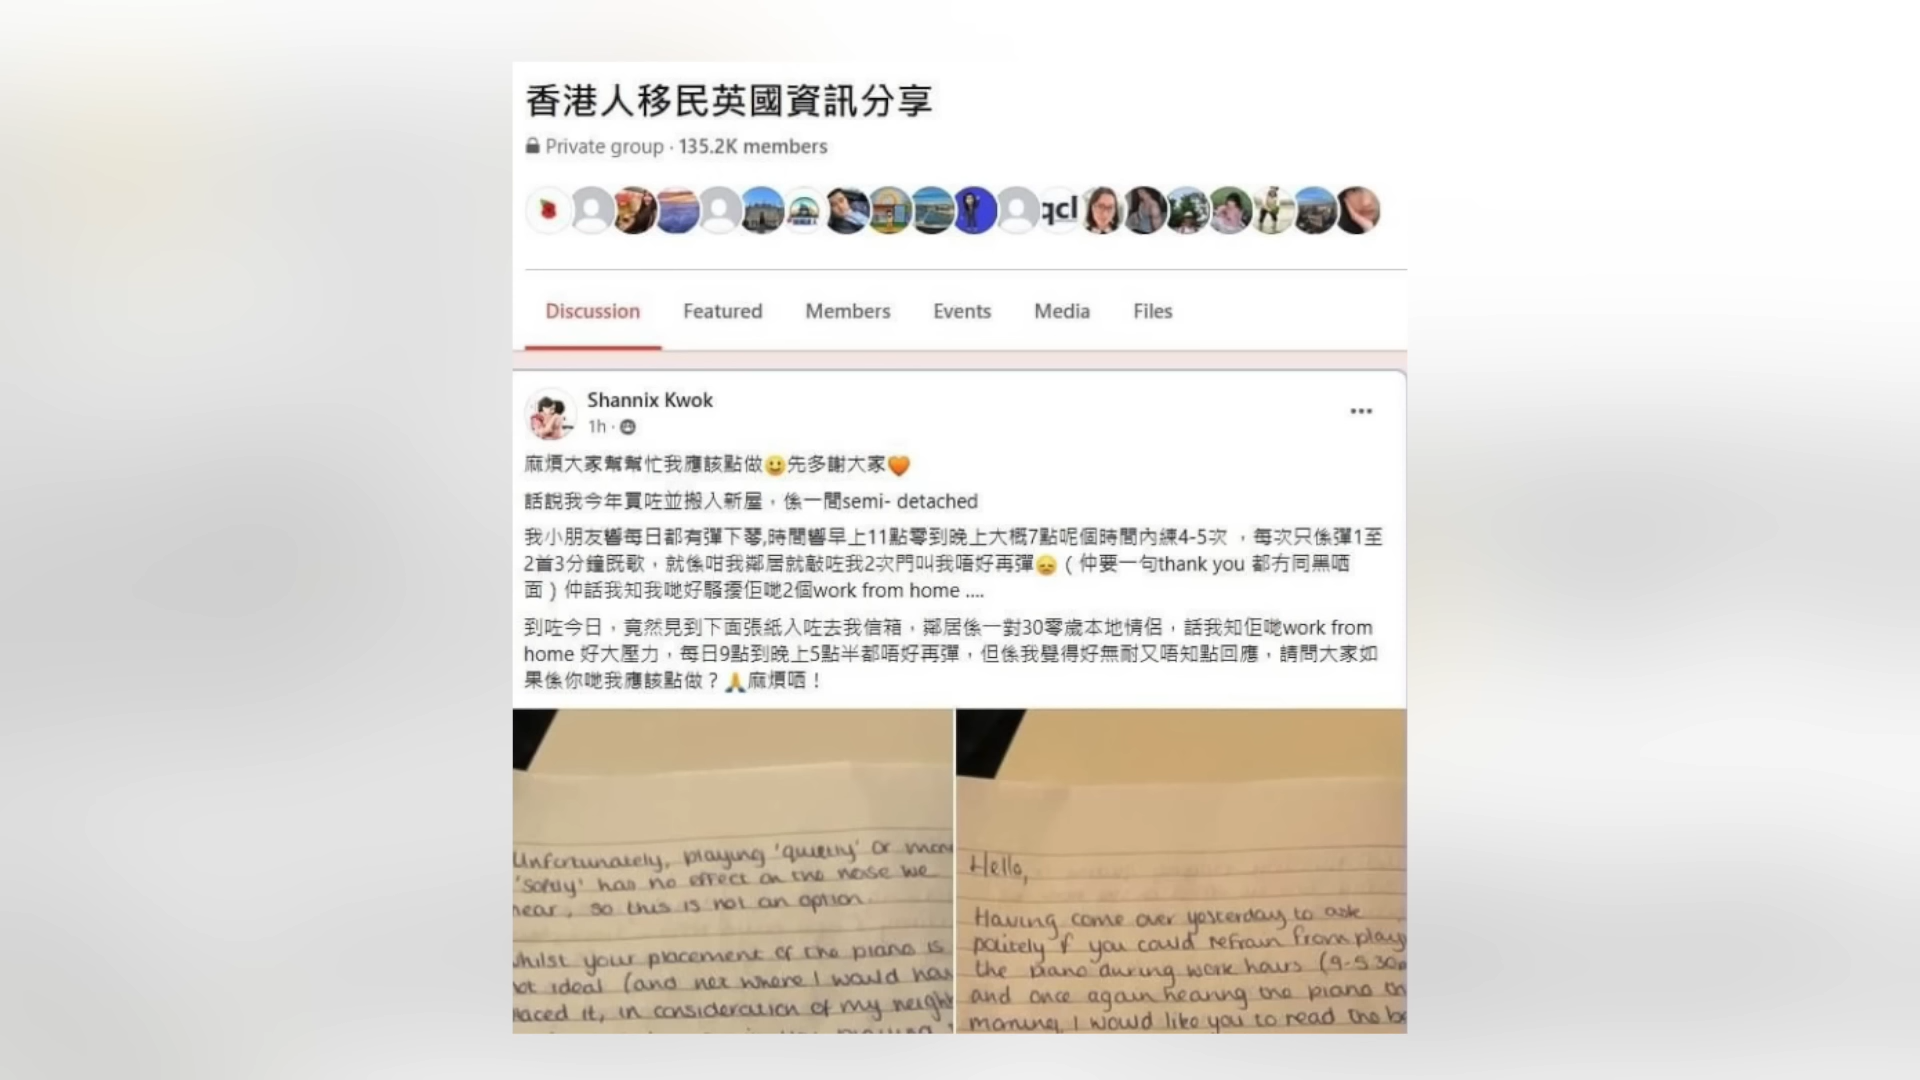 香港人移民英國資訊分享
Private group · 135.2K members
qcl
Discussion Featured Members Events Media Files
Shannix Kwok
1h ·
麻煩大家幫幫忙我應該點做🙂先多謝大家🧡
話說我今年買咗並搬入新屋，係一間semi- detached
我小朋友響每日都有彈下琴,時間響早上11點零到晚上大概7點呢個時間內練4-5次 ，每次只係彈1至
2首3分鐘既歌，就係咁我鄰居就敲咗我2次門叫我唔好再彈😞 ( 仲要一句thank you 都冇同黑哂
面 ) 仲話我知我哋好騷擾佢哋2個work from home ....
到咗今日，竟然見到下面張紙入咗去我信箱，鄰居係一對30零歲本地情侶，話我知佢哋work from
home 好大壓力，每日9點到晚上5點半都唔好再彈，但係我覺得好無耐又唔知點回應，請問大家如
果係你哋我應該點做？🙏麻煩哂！
Unfortunately, playing 'quietly' or more
'softly' has no effect on the noise we
hear, so this is not an option.
whilst your placement of the piano is
not ideal (and not where I would have
placed it, in consideration of my neigh
Hello,
Having come over yesterday to ask
politely if you could refrain from play
the piano during work hours (9-5.30p
and once again hearing the piano th
morning, I would like you to read the be